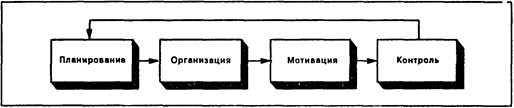 Планирование
Организация
Мотивация
Контроль